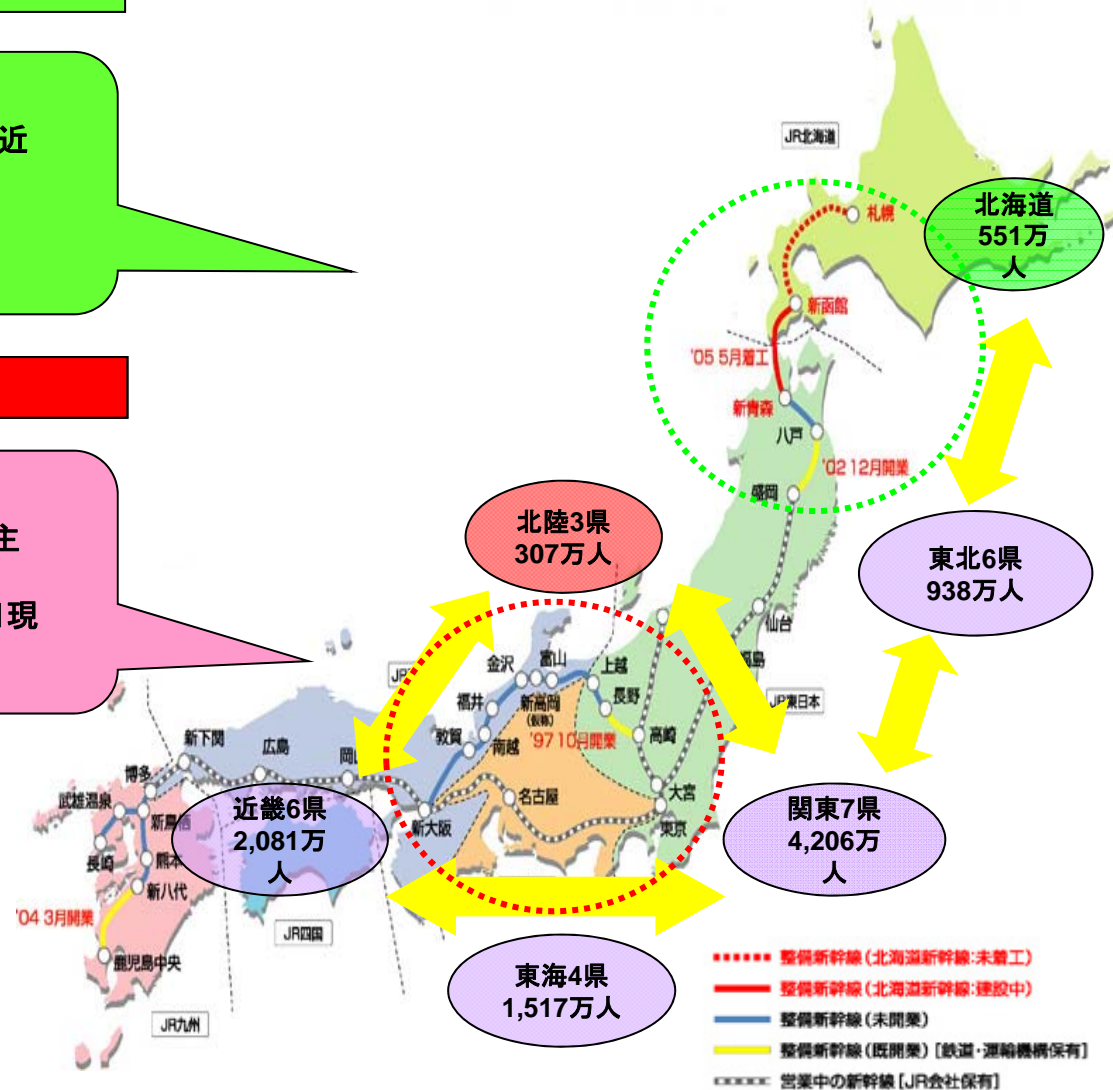 近
主
現
JR北海道
札幌
北海道
551万
人
新函館
'05 5月着工
新青森
八戸
'02 12月開業
盛岡
北陸3県
307万人
東北6県
938万人
仙台
島
JR東日本
金沢
富山
上越
福井
新高岡
(仮称)
長野
敦賀
南越
'97 10月開業
高崎
新下関
広島
岡
博多
武雄温泉
新鳥栖
長崎
熊本
新八代
'04 3月開業
鹿児島中央
JR九州
近畿6県
2,081万
人
新大阪
名古屋
大宮
東京
関東7県
4,206万
人
JR四国
東海4県
1,517万人
整備新幹線(北海道新幹線:未着工)
整備新幹線(北海道新幹線:建設中)
整備新幹線(未開業)
整備新幹線(既開業)[鉄道・運輸機構保有]
営業中の新幹線[JR会社保有]